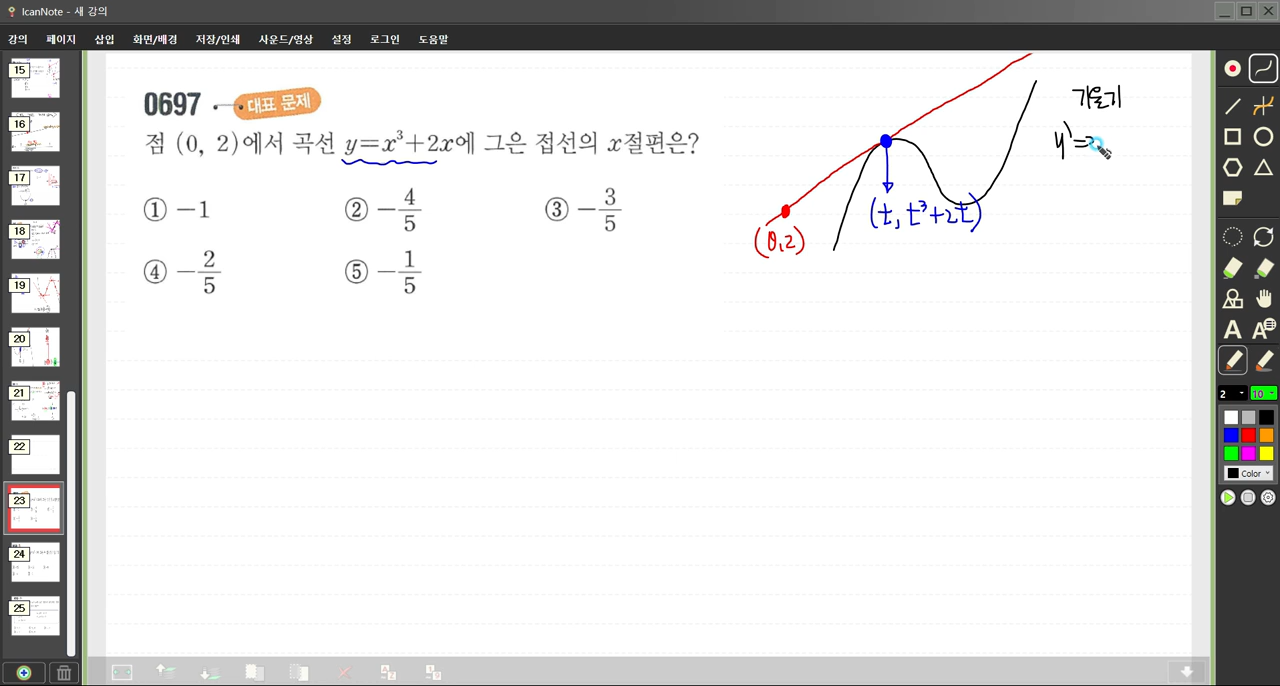 IcanNote - 새 강의
강의 페이지 삽입 화면/배경 저장/인쇄 사운드/영상 설정 로그인 도움말
15
16
17
18
19
20
21
22
23
24
25
0697 대표 문제
점 (0, 2)에서 곡선 y=x³+2x에 그은 접선의 x절편은?
① -1 ② -4/5 ③ -3/5
④ -2/5 ⑤ -1/5
(0,2)
(t, t³+2t)
기울기
y'=3
A A
2 10
Color